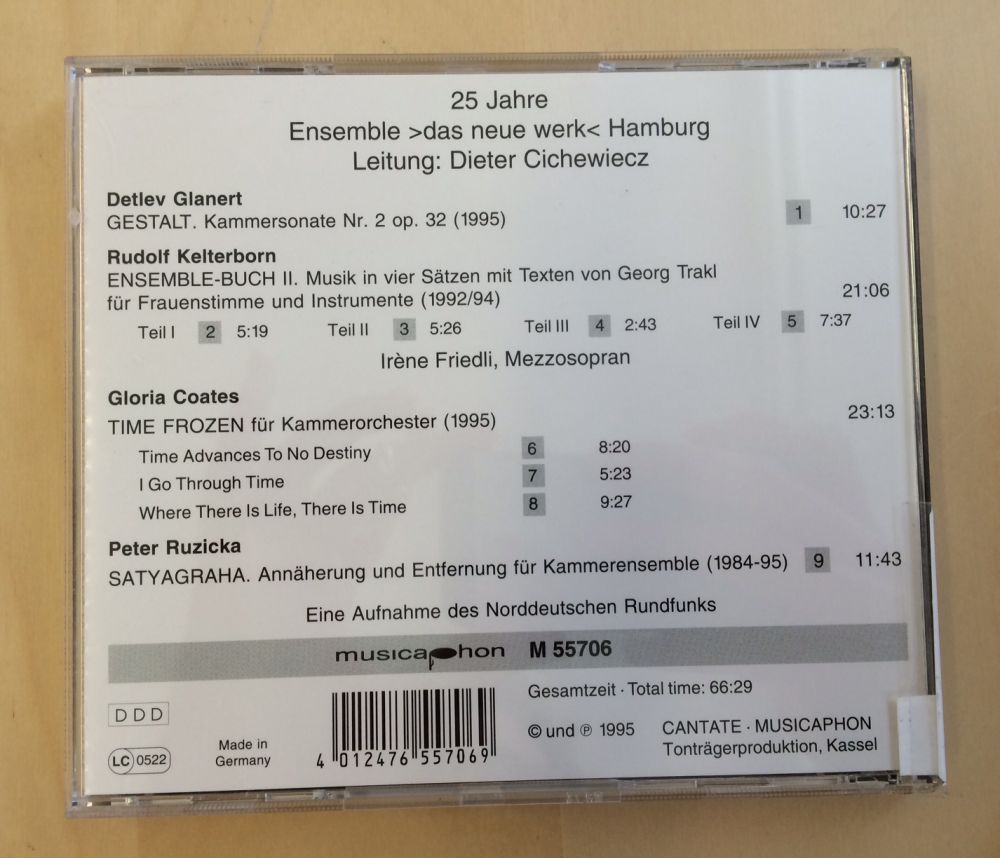 25 Jahre
Ensemble >das neue werk< Hamburg
Leitung: Dieter Cichewiecz
Detlev Glanert
GESTALT. Kammersonate Nr. 2 op. 32 (1995) 1 10:27
Rudolf Kelterborn
ENSEMBLE-BUCH II. Musik in vier Sätzen mit Texten von Georg Trakl
für Frauenstimme und Instrumente (1992/94) 21:06
Teil I 2 5:19 Teil II 3 5:26 Teil III 4 2:43 Teil IV 5 7:37
Irène Friedli, Mezzosopran
Gloria Coates
TIME FROZEN für Kammerorchester (1995) 23:13
Time Advances To No Destiny 6 8:20
I Go Through Time 7 5:23
Where There Is Life, There Is Time 8 9:27
Peter Ruzicka
SATYAGRAHA. Annäherung und Entfernung für Kammerensemble (1984-95) 9 11:43
Eine Aufnahme des Norddeutschen Rundfunks
musicaphon M 55706
Gesamtzeit · Total time: 66:29
DDD
LC 0522
Made in
Germany
4 012476 557069
© und ℗ 1995
CANTATE · MUSICAPHON
Tonträgerproduktion, Kassel